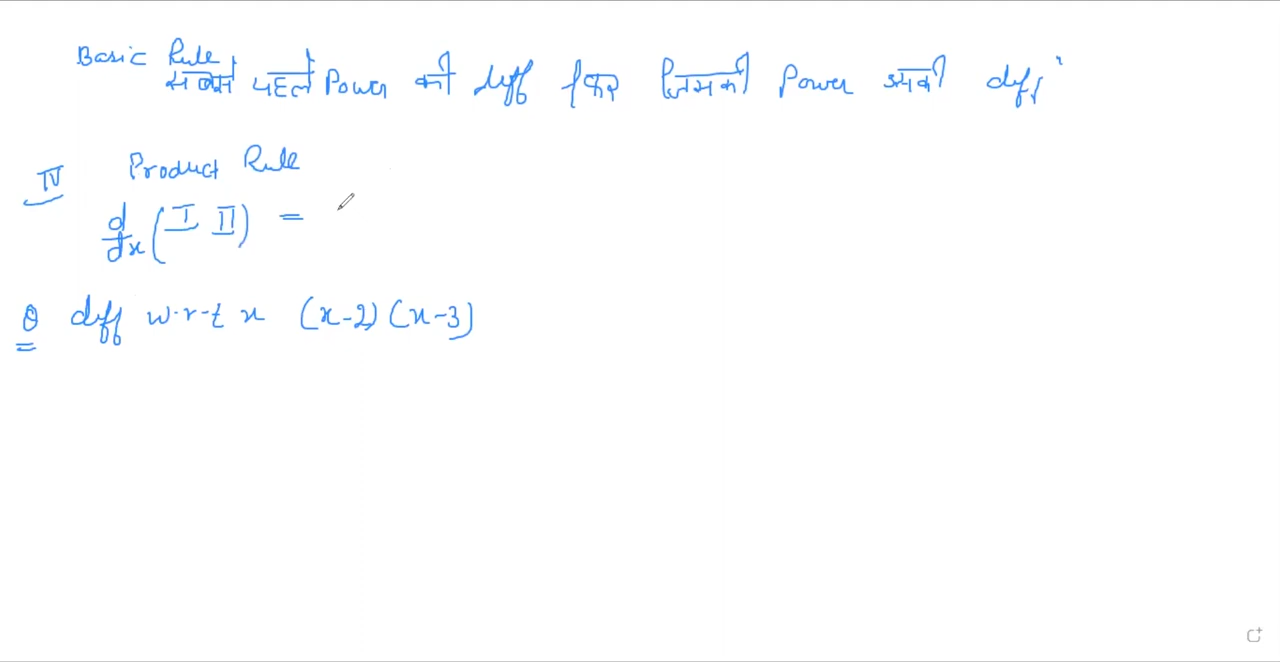 Basic Rule
सबसे पहले Power की diff फिर जिसकी Power उसकी diff
IV Product Rule
d/dx (I II) =
Q diff w.r-t x (x-2)(x-3)